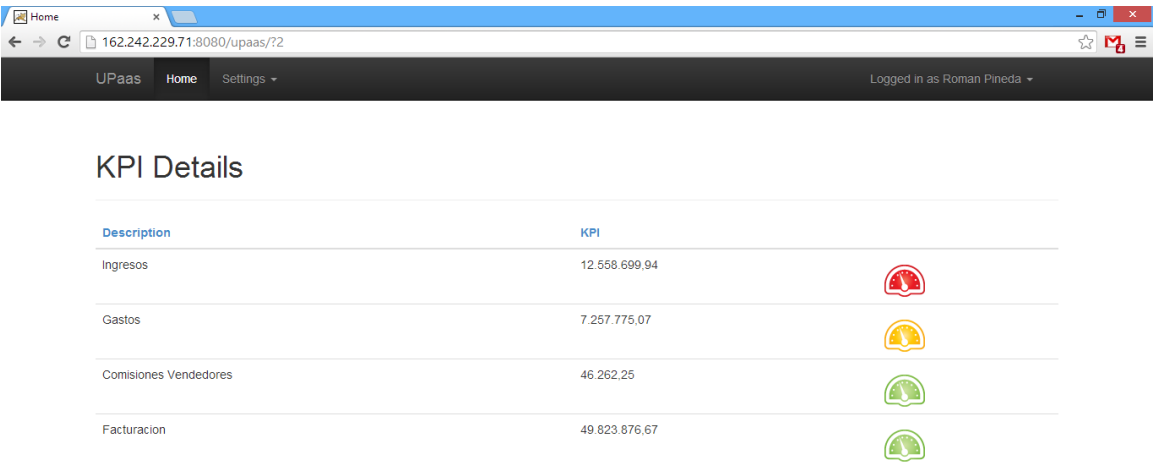 Home
162.242.229.71:8080/upaas/?2
4
UPaas Home Settings Logged in as Roman Pineda
KPI Details
Description KPI
Ingresos 12.558.699,94
Gastos 7.257.775,07
Comisiones Vendedores 46.262,25
Facturacion 49.823.876,67